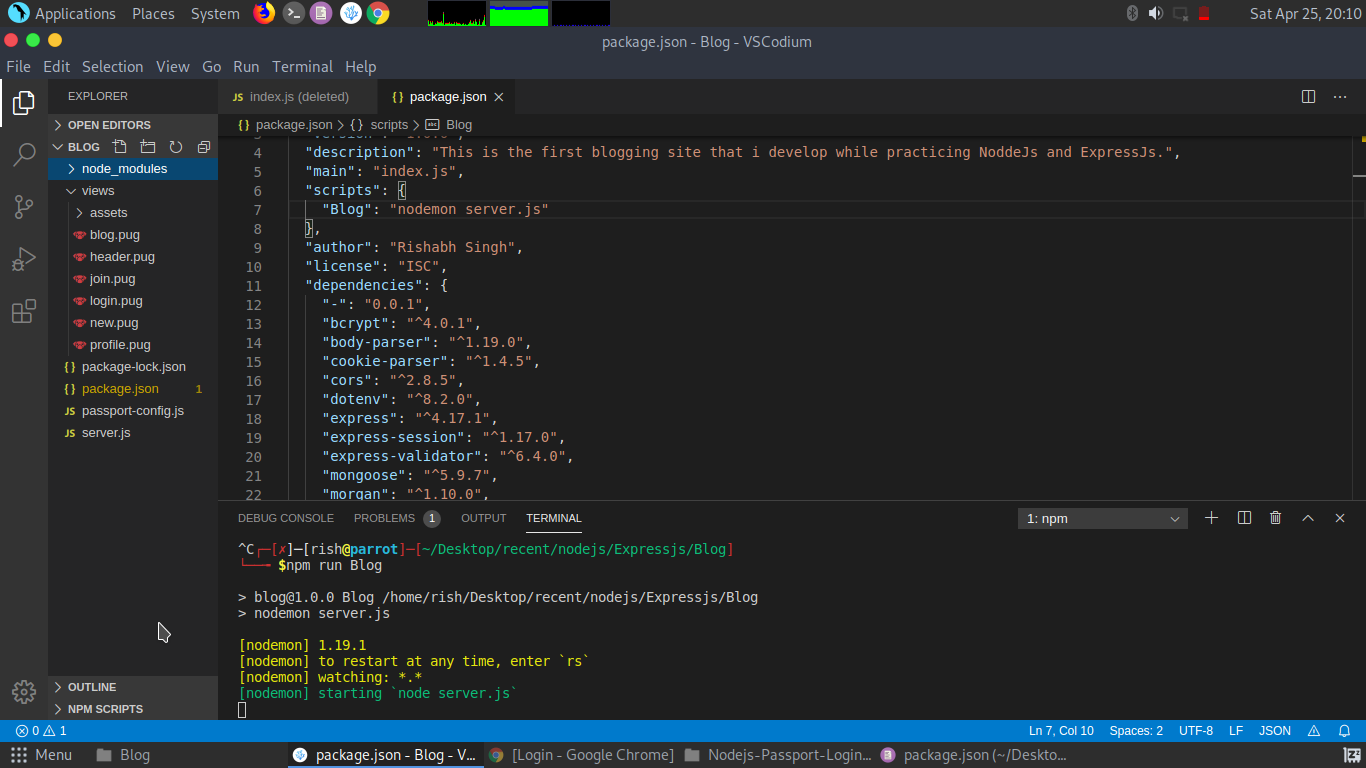 Applications Places System Sat Apr 25, 20:10
package.json - Blog - VSCodium
File Edit Selection View Go Run Terminal Help
EXPLORER
OPEN EDITORS
BLOG
node_modules
views
assets
blog.pug
header.pug
join.pug
login.pug
new.pug
profile.pug
{} package-lock.json
{} package.json 1
JS passport-config.js
JS server.js
OUTLINE
NPM SCRIPTS
JS index.js (deleted) {} package.json
{} package.json > {} scripts > abc Blog
4 "description": "This is the first blogging site that i develop while practicing NoddeJs and ExpressJs.",
5 "main": "index.js",
6 "scripts": {
7 "Blog": "nodemon server.js"
8 },
9 "author": "Rishabh Singh",
10 "license": "ISC",
11 "dependencies": {
12 "-": "0.0.1",
13 "bcrypt": "^4.0.1",
14 "body-parser": "^1.19.0",
15 "cookie-parser": "^1.4.5",
16 "cors": "^2.8.5",
17 "dotenv": "^8.2.0",
18 "express": "^4.17.1",
19 "express-session": "^1.17.0",
20 "express-validator": "^6.4.0",
21 "mongoose": "^5.9.7",
22 "morgan": "^1.10.0",
DEBUG CONSOLE PROBLEMS 1 OUTPUT TERMINAL 1: npm
^C┌─[✗]─[rish@parrot]─[~/Desktop/recent/nodejs/Expressjs/Blog]
└──╼ $npm run Blog
> blog@1.0.0 Blog /home/rish/Desktop/recent/nodejs/Expressjs/Blog
> nodemon server.js
[nodemon] 1.19.1
[nodemon] to restart at any time, enter `rs`
[nodemon] watching: *.*
[nodemon] starting `node server.js`
0 1 Ln 7, Col 10 Spaces: 2 UTF-8 LF JSON
Menu Blog package.json - Blog - V... [Login - Google Chrome] Nodejs-Passport-Login... package.json (~/Deskto...